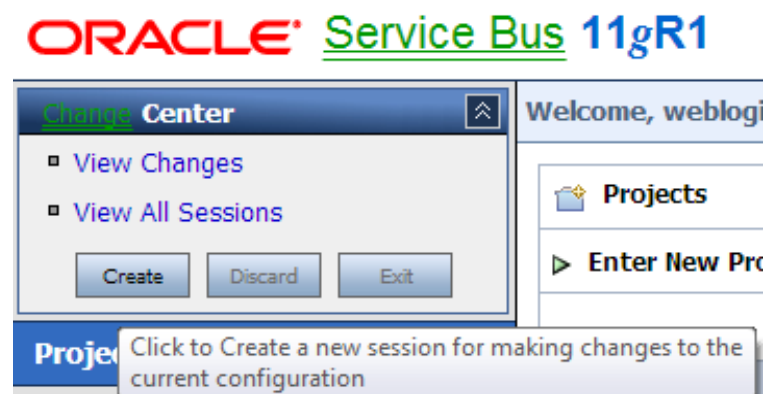 ORACLE Service Bus 11gR1
Change Center
View Changes
View All Sessions
Create Discard Exit
Welcome, weblogi
Projects
Enter New Pro
Projec
Click to Create a new session for making changes to the
current configuration